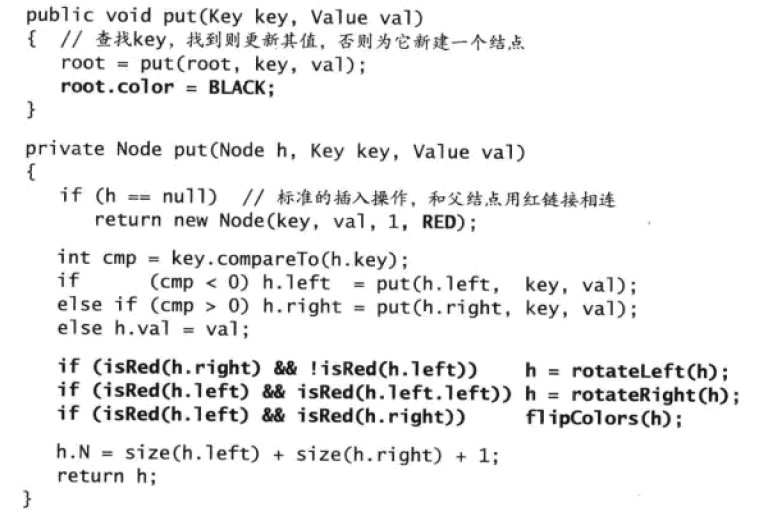 public void put(Key key, Value val)
{  // 查找key，找到则更新其值，否则为它新建一个结点
   root = put(root, key, val);
   root.color = BLACK;
}
private Node put(Node h, Key key, Value val)
{
   if (h == null)  // 标准的插入操作，和父结点用红链接相连
      return new Node(key, val, 1, RED);
   int cmp = key.compareTo(h.key);
   if      (cmp < 0) h.left  = put(h.left,  key, val);
   else if (cmp > 0) h.right = put(h.right, key, val);
   else h.val = val;
   if (isRed(h.right) && !isRed(h.left))    h = rotateLeft(h);
   if (isRed(h.left) && isRed(h.left.left)) h = rotateRight(h);
   if (isRed(h.left) && isRed(h.right))     flipColors(h);
   h.N = size(h.left) + size(h.right) + 1;
   return h;
}